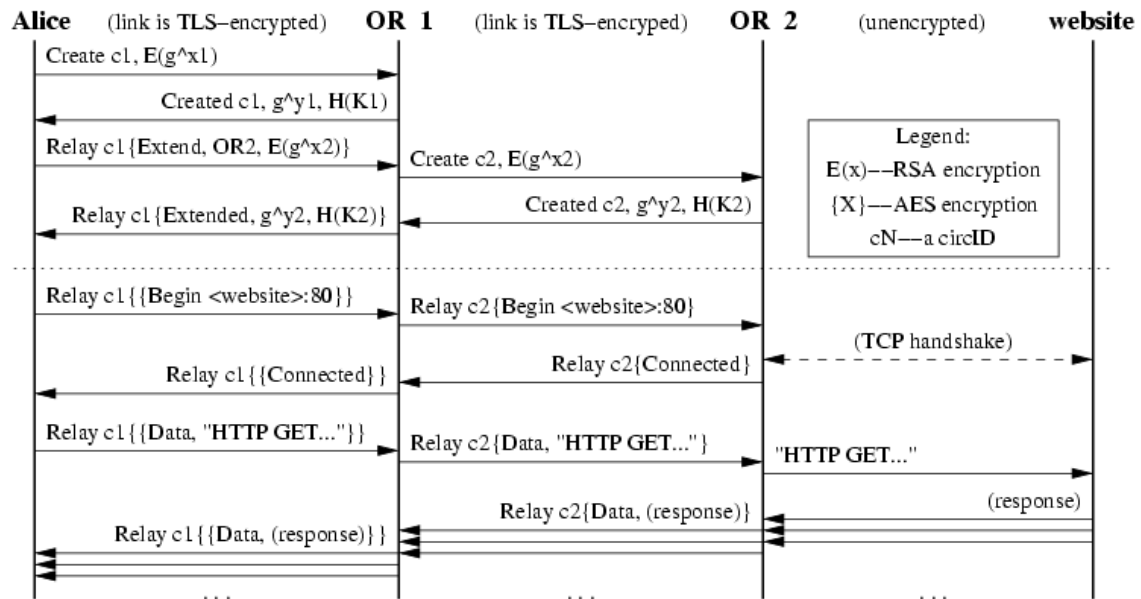 Alice (link is TLS–encrypted) OR 1 (link is TLS–encrypted) OR 2 (unencrypted) website
Create c1, E(g^x1)
Created c1, g^y1, H(K1)
Relay c1{Extend, OR2, E(g^x2)}
Create c2, E(g^x2)
Created c2, g^y2, H(K2)
Relay c1{Extended, g^y2, H(K2)}
Legend:
E(x)––RSA encryption
{X}––AES encryption
cN––a circID
Relay c1{{Begin <website>:80}}
Relay c2{Begin <website>:80}
(TCP handshake)
Relay c2{Connected}
Relay c1{{Connected}}
Relay c1{{Data, "HTTP GET..."}}
Relay c2{Data, "HTTP GET..."}
"HTTP GET..."
(response)
Relay c2{Data, (response)}
Relay c1{{Data, (response)}}
... ... ...